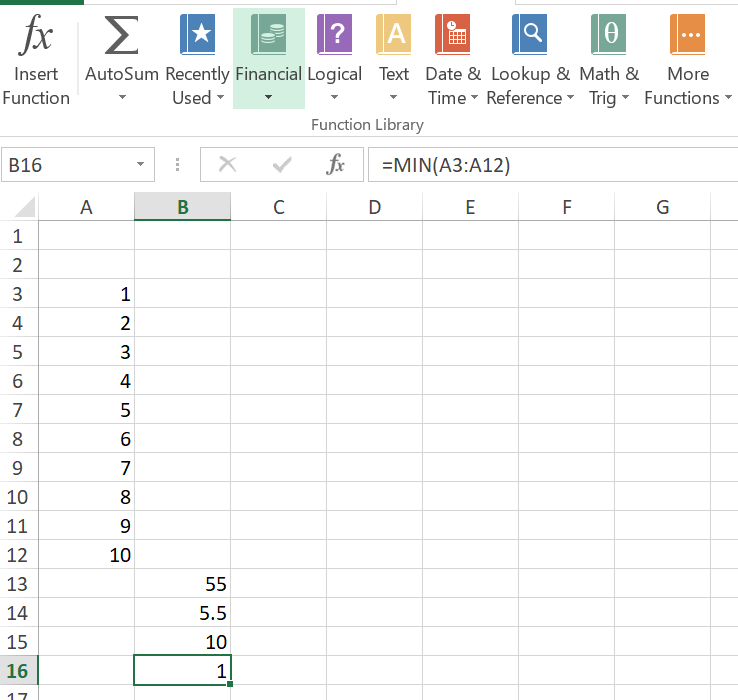 fx Σ ? A θ
Insert AutoSum Recently Financial Logical Text Date & Lookup & Math & More
Function Used Time Reference Trig Functions
Function Library
B16 fx =MIN(A3:A12)
A B C D E F G
1
2
3 1
4 2
5 3
6 4
7 5
8 6
9 7
10 8
11 9
12 10
13 55
14 5.5
15 10
16 1
17